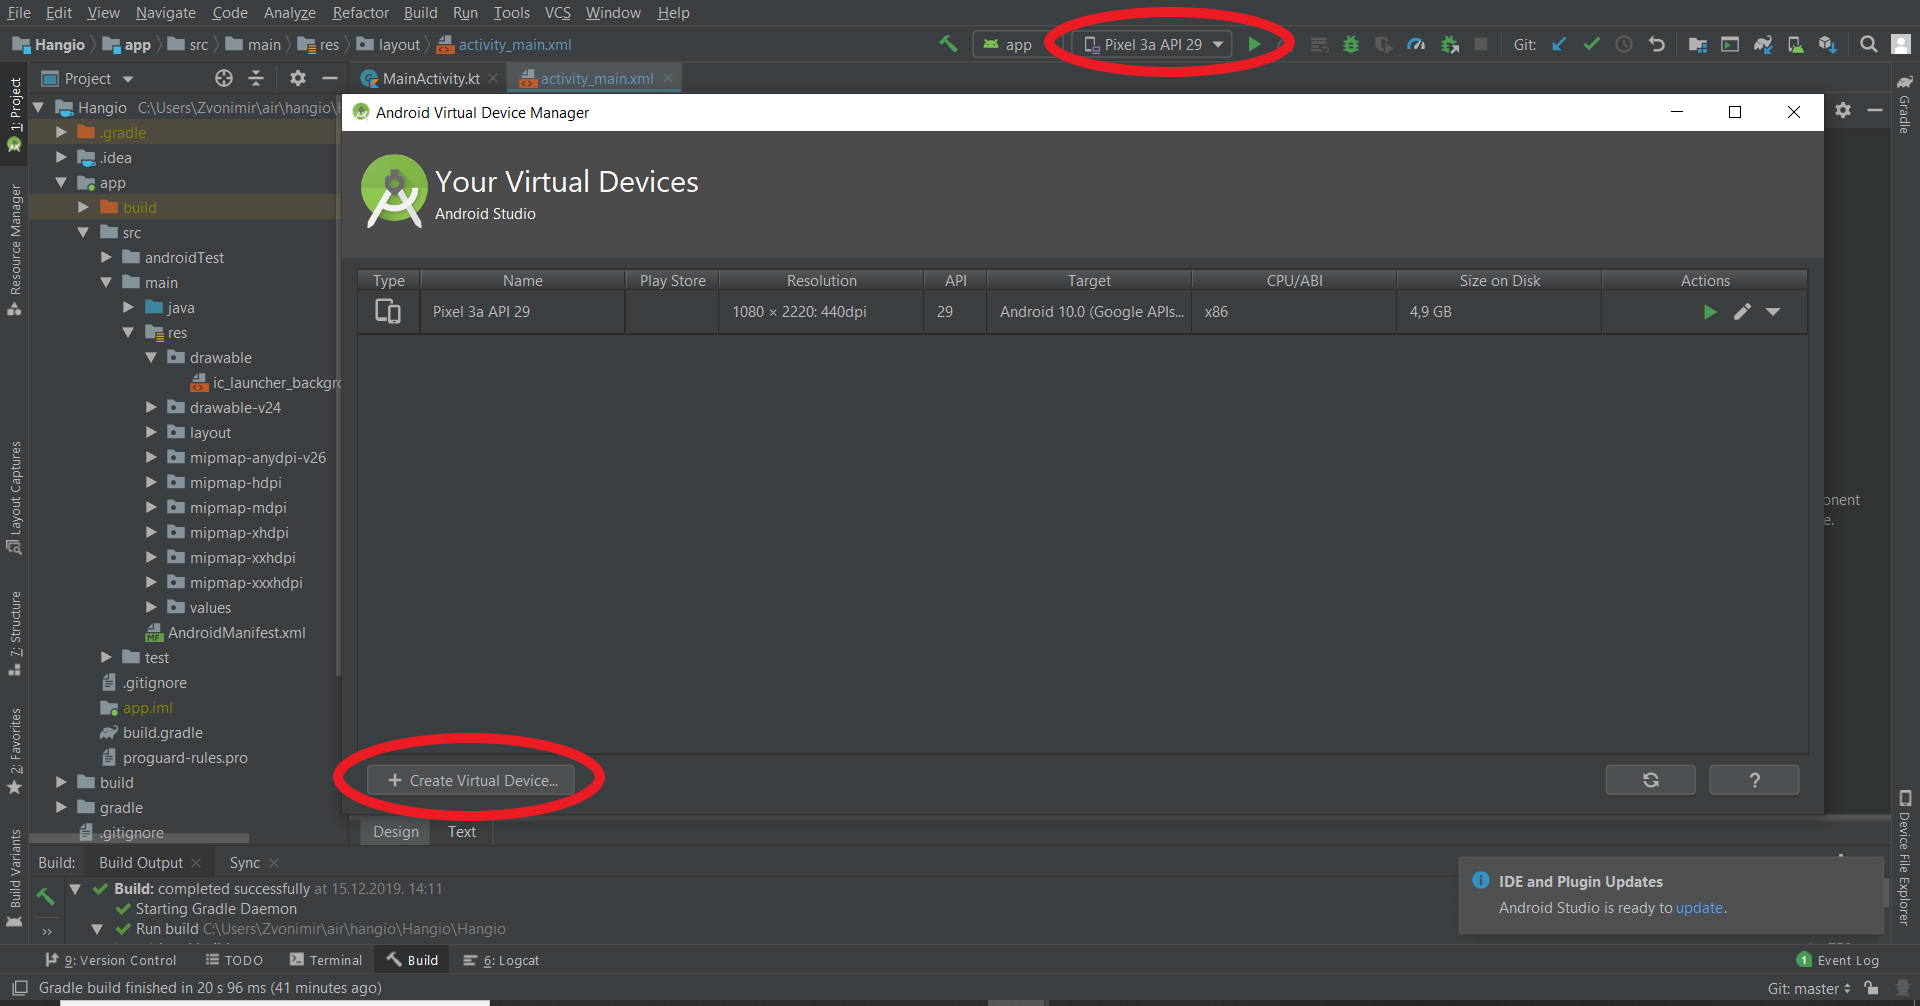 File Edit View Navigate Code Analyze Refactor Build Run Tools VCS Window Help
Hangio app src main res layout activity_main.xml app Pixel 3a API 29 Git:
Project MainActivity.kt activity_main.xml
Hangio C:\Users\Zvonimir\air\hangio\
Android Virtual Device Manager
.gradle
.idea
app
build
src
androidTest
main
java
res
drawable
ic_launcher_backgr
drawable-v24
layout
mipmap-anydpi-v26
mipmap-hdpi
mipmap-mdpi
mipmap-xhdpi
mipmap-xxhdpi
mipmap-xxxhdpi
values
MF AndroidManifest.xml
test
.gitignore
app.iml
build.gradle
proguard-rules.pro
build
gradle
.gitignore
1: Project
Resource Manager
Layout Captures
7: Structure
2: Favorites
Build Variants
Your Virtual Devices
Android Studio
Type Name Play Store Resolution API Target CPU/ABI Size on Disk Actions
Pixel 3a API 29 1080 × 2220: 440dpi 29 Android 10.0 (Google APIs... x86 4,9 GB
+ Create Virtual Device... ?
Design Text
onent
e.
Gradle
Device File Explorer
Build: Build Output Sync
Build: completed successfully at 15.12.2019. 14:11
Starting Gradle Daemon
Run build C:\Users\Zvonimir\air\hangio\Hangio\Hangio
IDE and Plugin Updates
Android Studio is ready to update.
9: Version Control TODO Terminal Build 6: Logcat 1 Event Log
Gradle build finished in 20 s 96 ms (41 minutes ago) Git: master